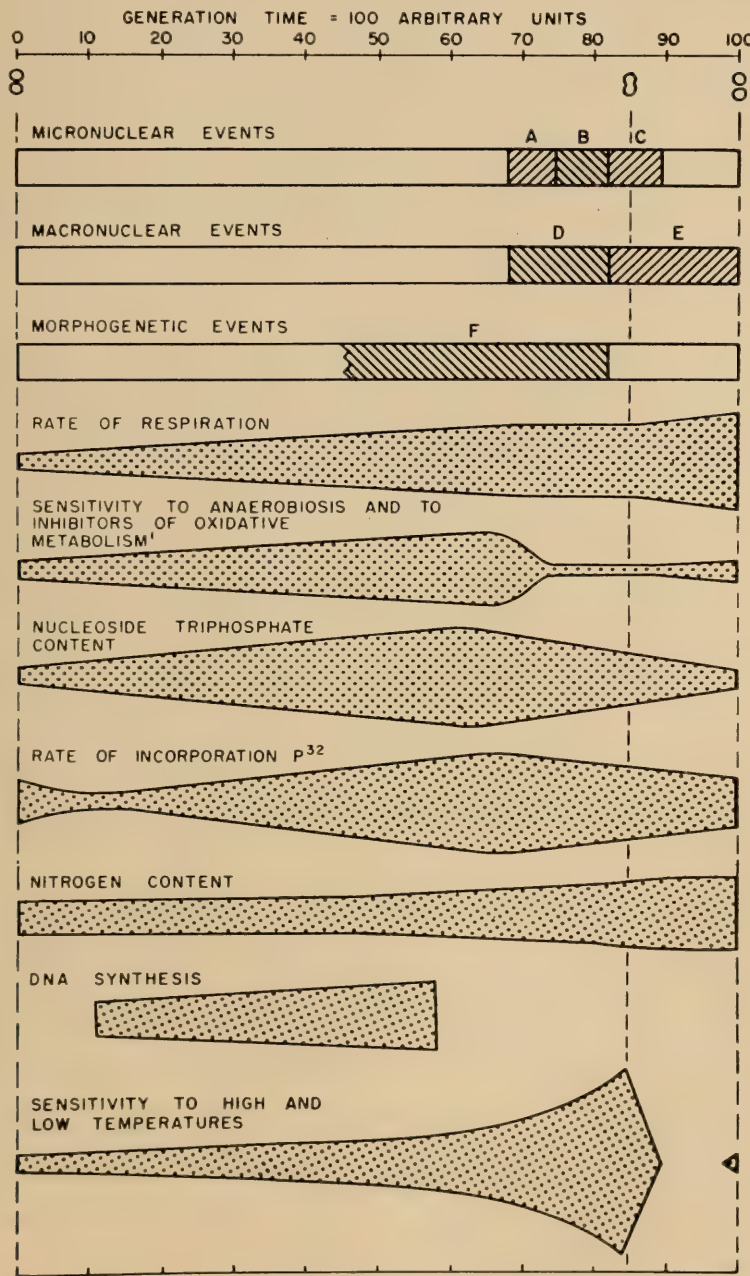 GENERATION TIME = 100 ARBITRARY UNITS
0 10 20 30 40 50 60 70 80 90 100
MICRONUCLEAR EVENTS A B C
MACRONUCLEAR EVENTS D E
MORPHOGENETIC EVENTS F
RATE OF RESPIRATION
SENSITIVITY TO ANAEROBIOSIS AND TO
INHIBITORS OF OXIDATIVE
METABOLISM¹
NUCLEOSIDE TRIPHOSPHATE
CONTENT
RATE OF INCORPORATION P³²
NITROGEN CONTENT
DNA SYNTHESIS
SENSITIVITY TO HIGH AND
LOW TEMPERATURES